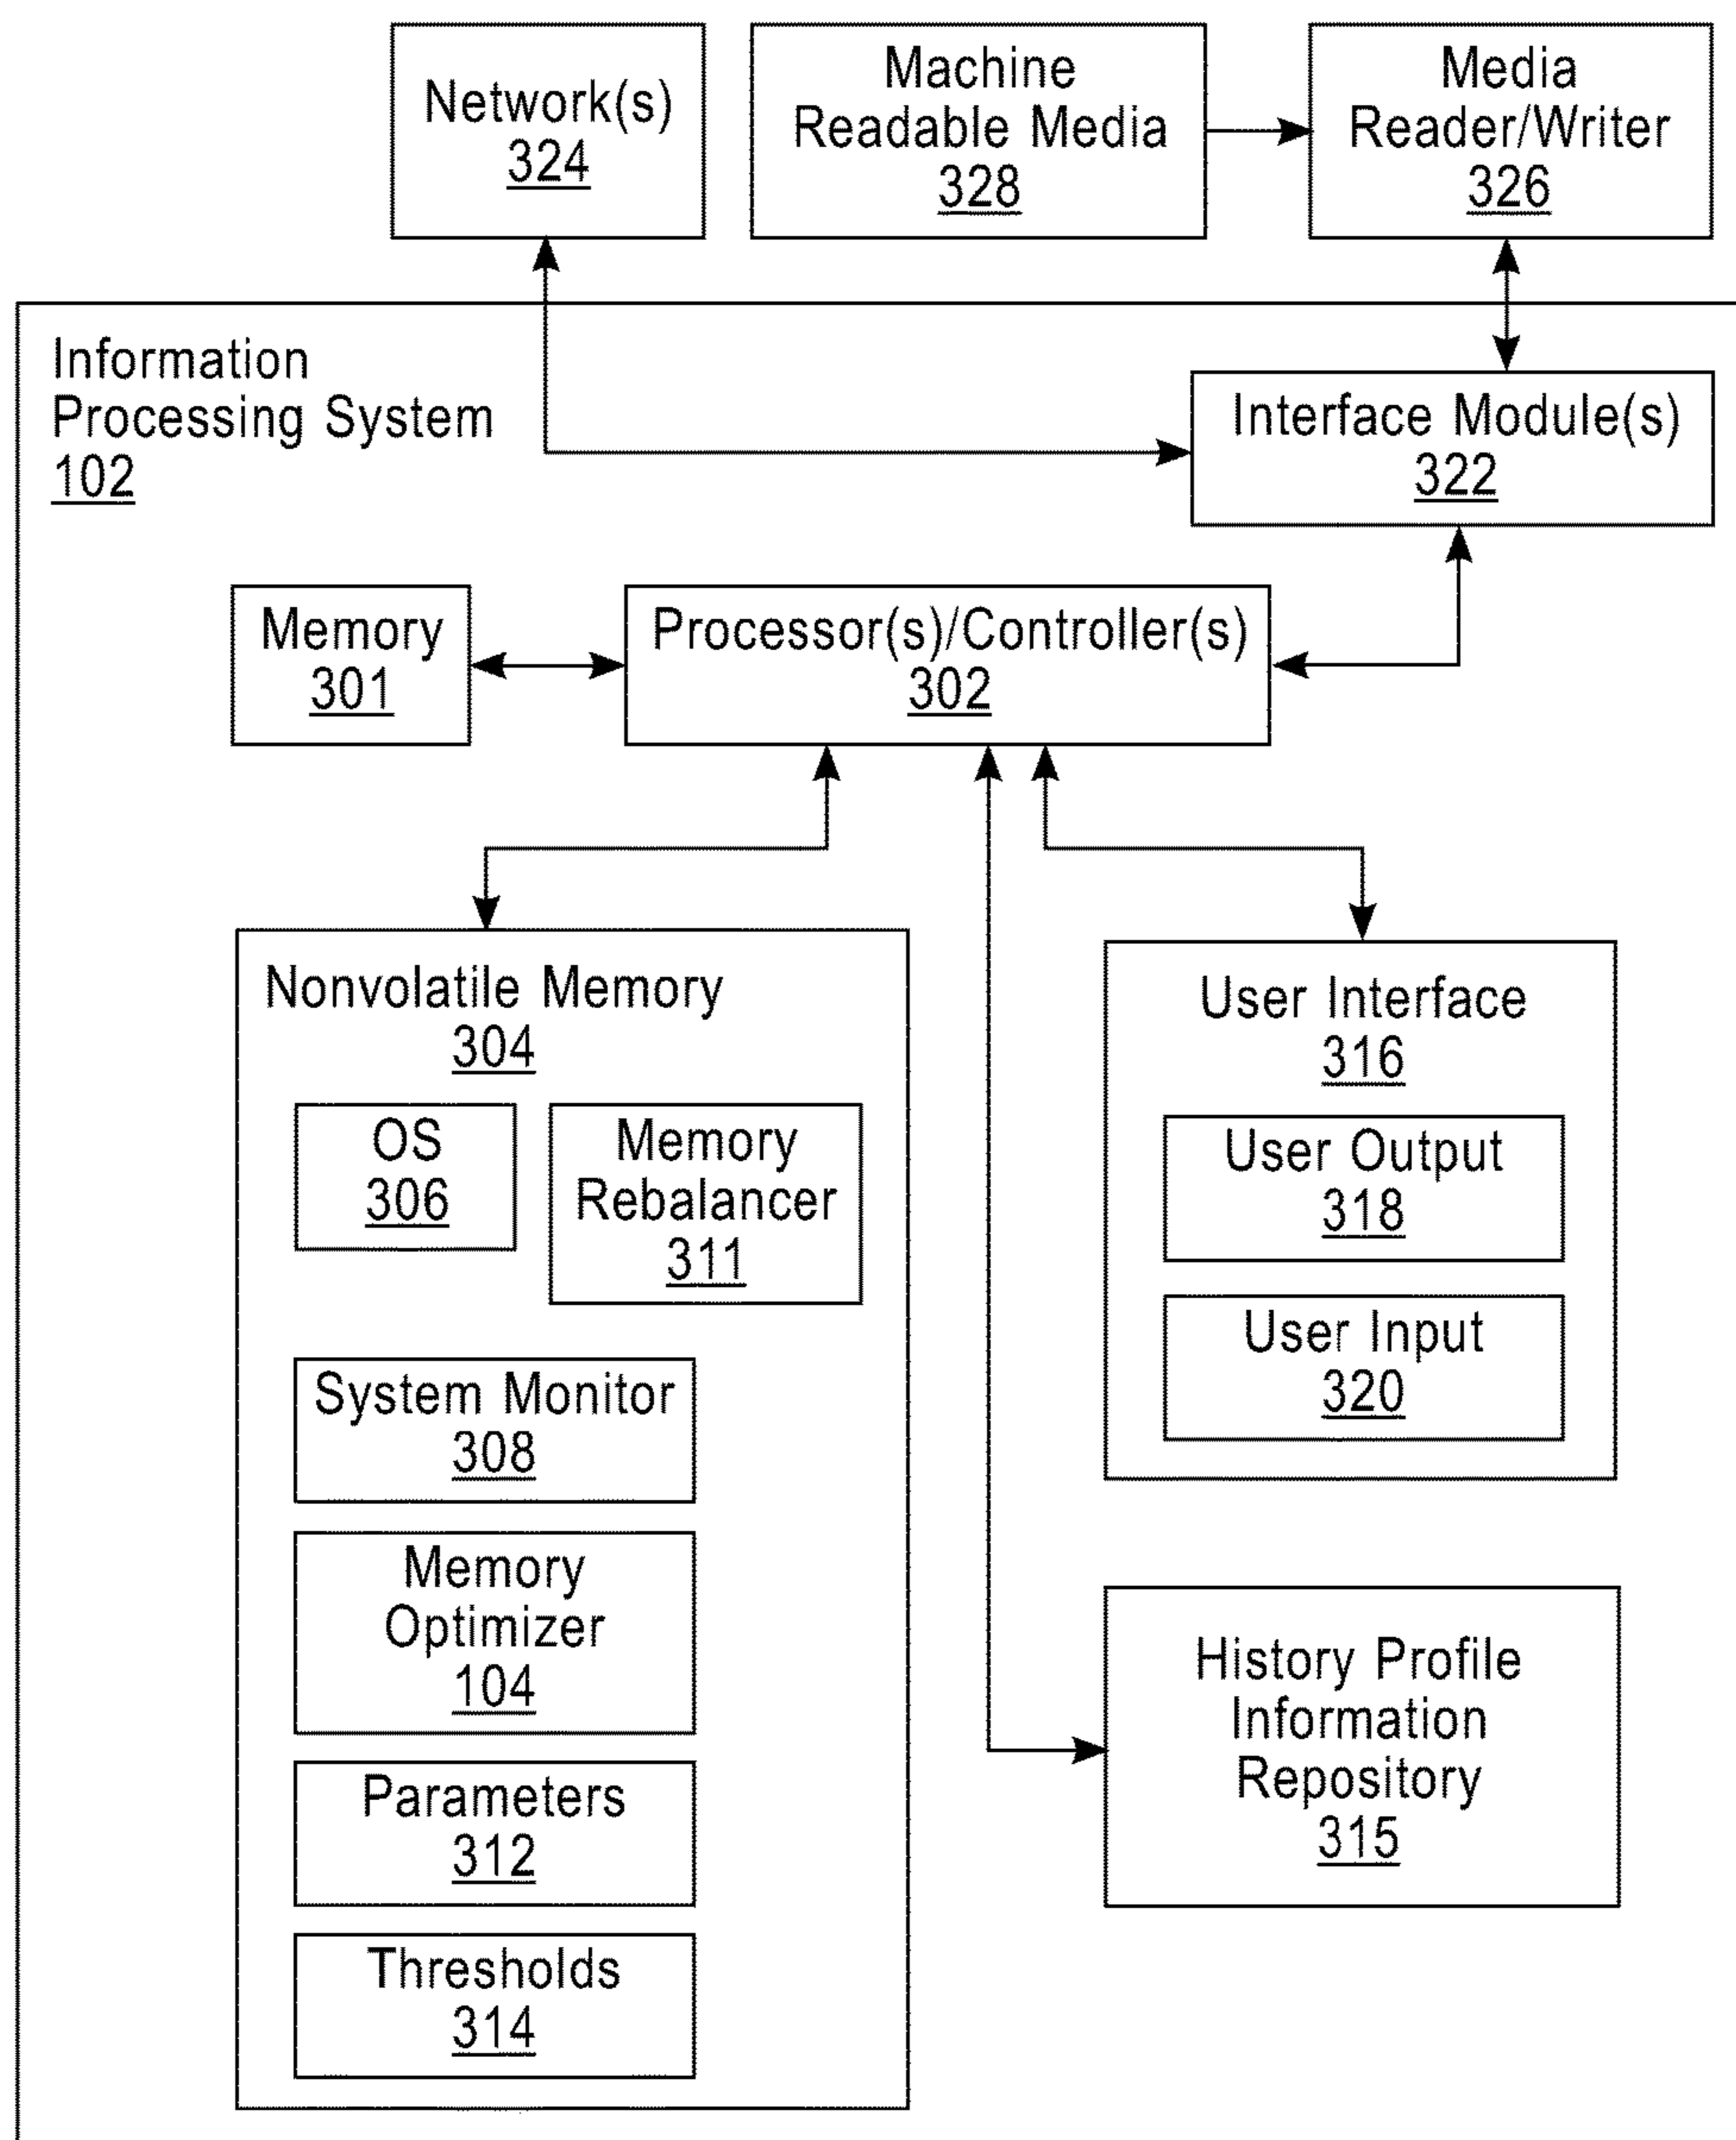 Network(s)
324
Machine
Readable Media
328
Media
Reader/Writer
326
Information
Processing System
102
Interface Module(s)
322
Memory
301
Processor(s)/Controller(s)
302
Nonvolatile Memory
304
OS
306
Memory
Rebalancer
311
System Monitor
308
Memory
Optimizer
104
Parameters
312
Thresholds
314
User Interface
316
User Output
318
User Input
320
History Profile
Information
Repository
315